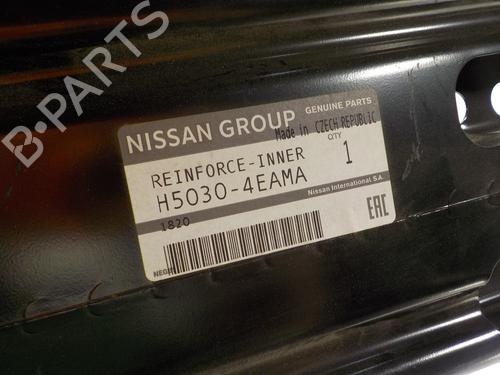 B-PARTS
GENUINE PARTS
NISSAN GROUP
Made in CZECH REPUBLIC
REINFORCE-INNER
QTY
H5030-4EAMA
1
Nissan International S.A.
1820
EAC